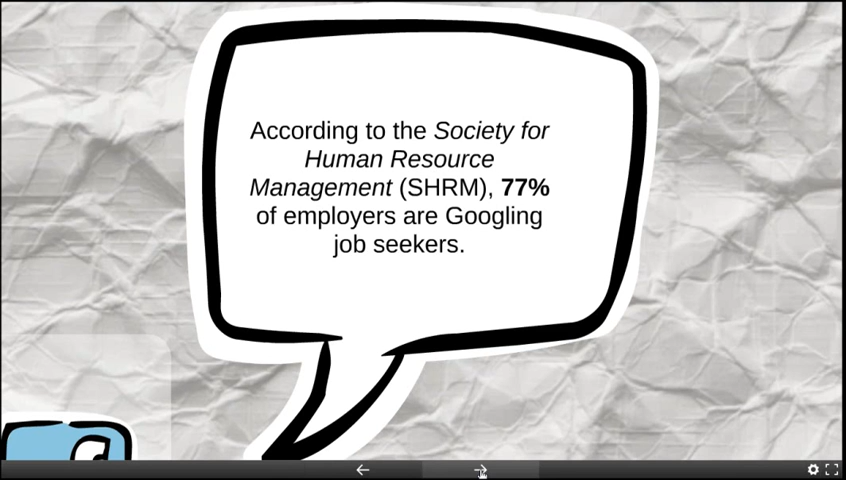 According to the Society for
Human Resource
Management (SHRM), 77%
of employers are Googling
job seekers.